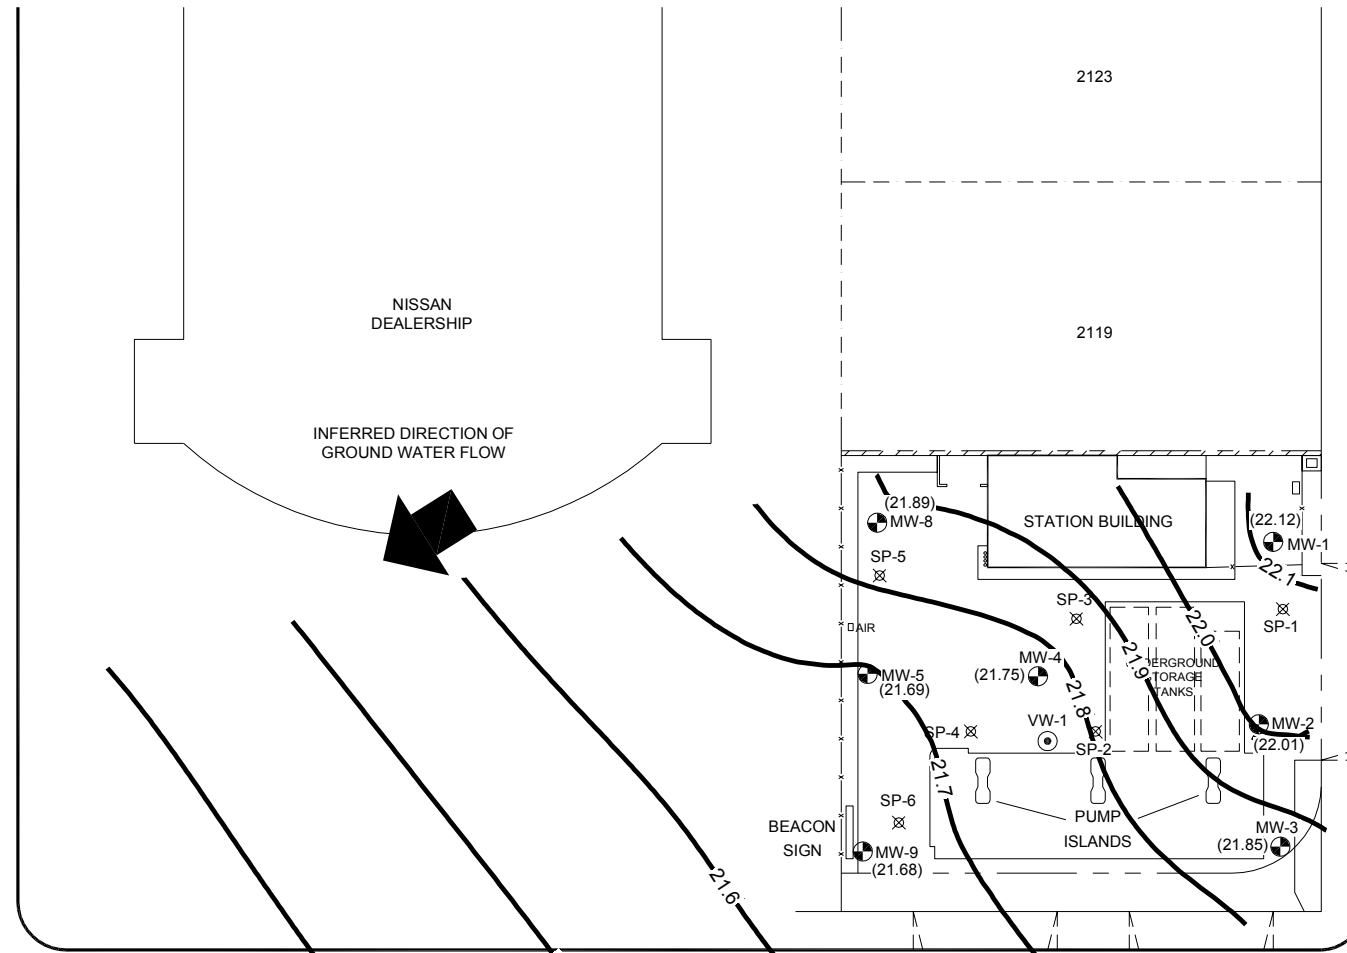 2123
NISSAN
DEALERSHIP
2119
INFERRED DIRECTION OF
GROUND WATER FLOW
(21.89)
MW-8
STATION BUILDING
(22.12)
MW-1
22.1
SP-5
SP-3
SP-1
AIR
22.0
21.9
MW-4
(21.75)
ERGROUND
TORAGE
TANKS
MW-5
(21.69)
21.8
SP-4
VW-1
SP-2
MW-2
(22.01)
21.7
SP-6
PUMP
ISLANDS
BEACON
SIGN
MW-3
(21.85)
MW-9
(21.68)
21.6